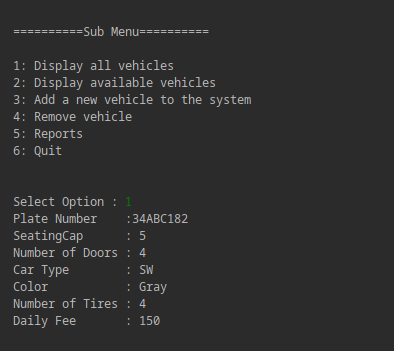 ==========Sub Menu==========
1: Display all vehicles
2: Display available vehicles
3: Add a new vehicle to the system
4: Remove vehicle
5: Reports
6: Quit
Select Option : 1
Plate Number    :34ABC182
SeatingCap      : 5
Number of Doors : 4
Car Type        : SW
Color           : Gray
Number of Tires : 4
Daily Fee       : 150